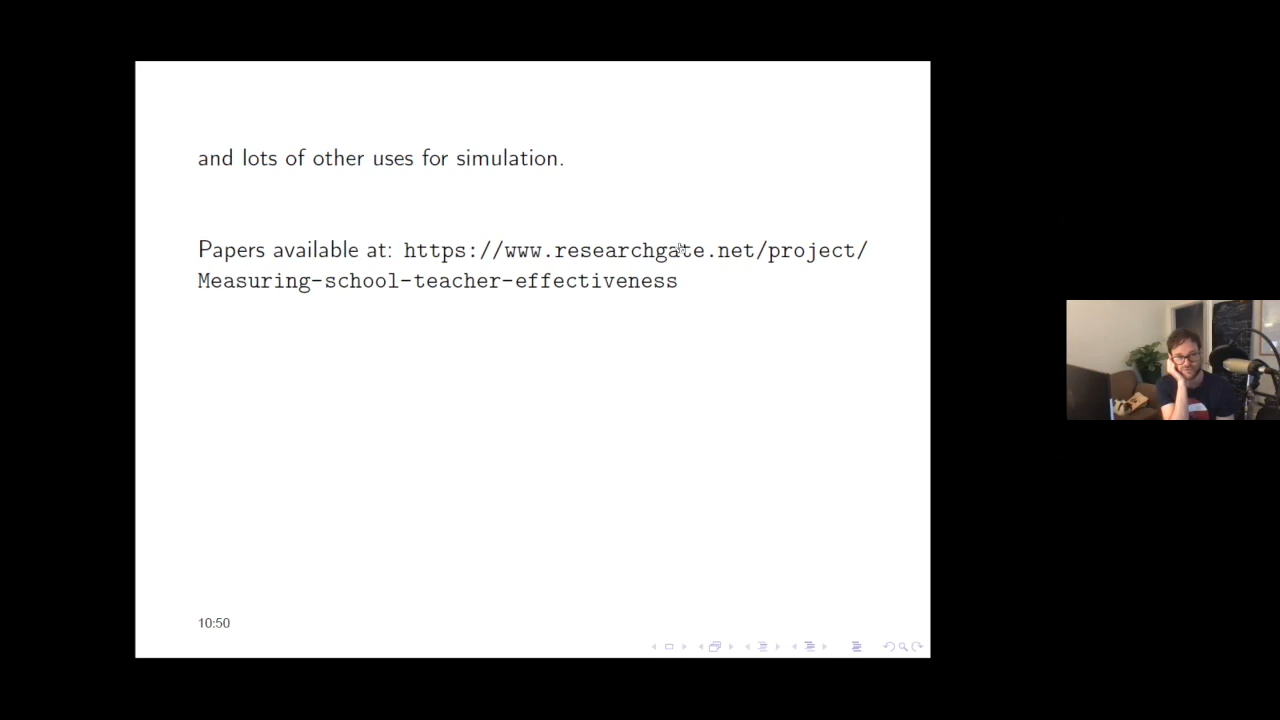 and lots of other uses for simulation.
Papers available at: https://www.researchgate.net/project/
Measuring-school-teacher-effectiveness
10:50